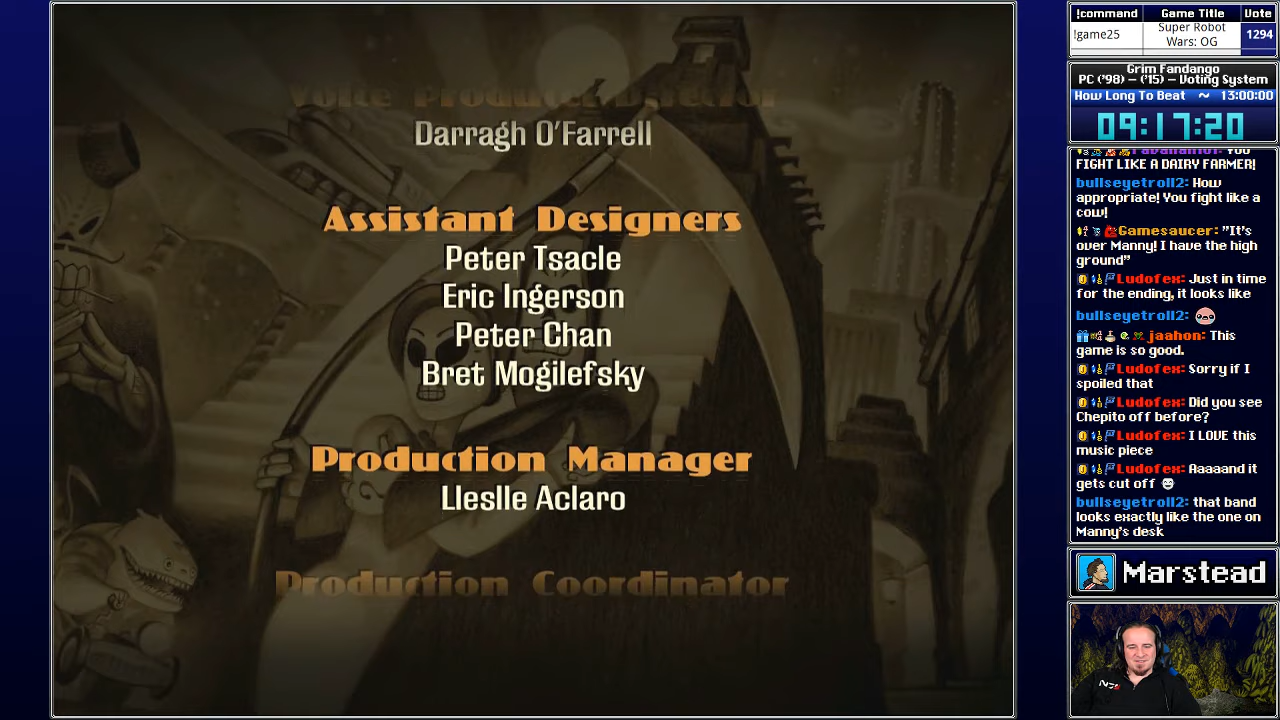 Voice Producer Director
Darragh O'Farrell
Assistant Designers
Peter Tsacle
Eric Ingerson
Peter Chan
Bret Mogilefsky
Production Manager
Lleslle Aclaro
Production Coordinator
!command Game Title Vote
!game25 Super Robot Wars: OG 1294
Grim Fandango
PC ('98) – ('15) – Voting System
How Long To Beat ~ 13:00:00
09:17:20
YOU
FIGHT LIKE A DAIRY FARMER!
bullseyetroll2: How
appropriate! You fight like a
cow!
Gamesaucer: "It's
over Manny! I have the high
ground"
Ludofex: Just in time
for the ending, it looks like
bullseyetroll2:
jaahon: This
game is so good.
Ludofex: Sorry if I
spoiled that
Ludofex: Did you see
Chepito off before?
Ludofex: I LOVE this
music piece
Ludofex: Aaaaand it
gets cut off
bullseyetroll2: that band
looks exactly like the one on
Manny's desk
Marstead
N7